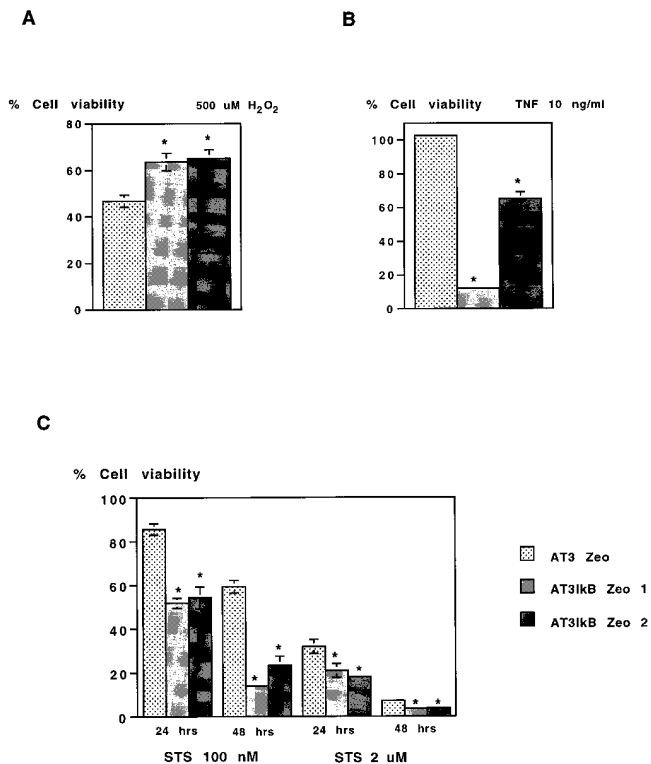 A
B
% Cell viability 500 uM H2O2
% Cell viability TNF 10 ng/ml
80
60
40
20
0
*
*
100
80
60
40
20
0
*
*
C
% Cell viability
100
80
60
40
20
0
* * * * * * * *
24 hrs 48 hrs 24 hrs 48 hrs
STS 100 nM STS 2 uM
AT3 Zeo
AT3IkB Zeo 1
AT3IkB Zeo 2